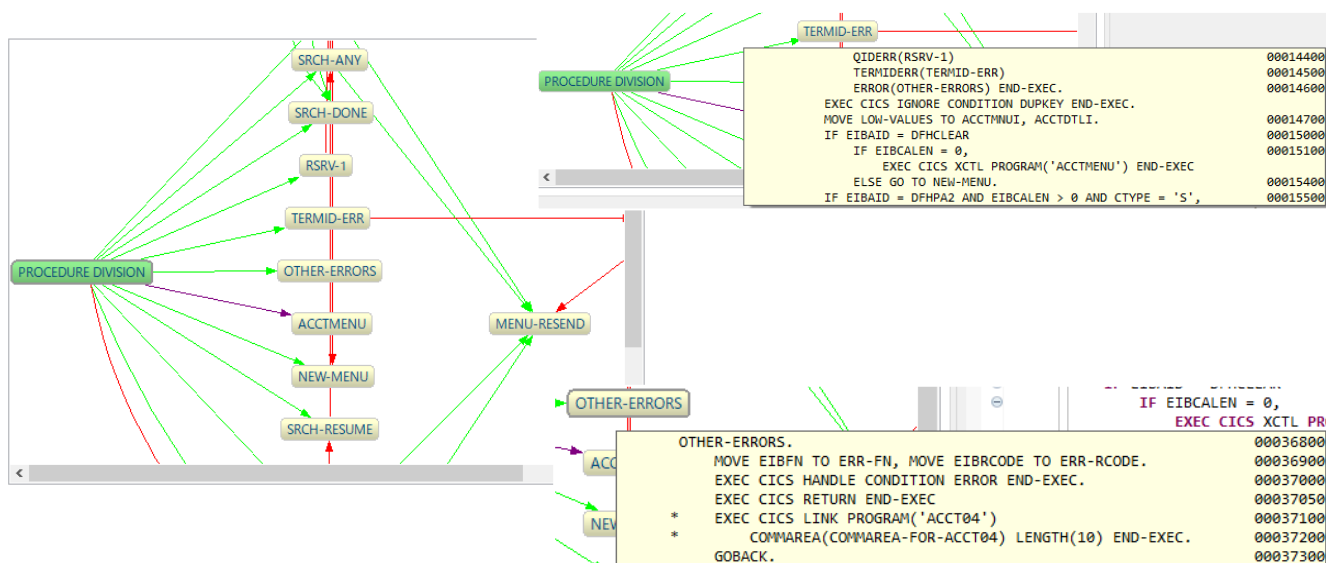 SRCH-ANY
SRCH-DONE
RSRV-1
TERMID-ERR
PROCEDURE DIVISION
OTHER-ERRORS
ACCTMENU
MENU-RESEND
NEW-MENU
SRCH-RESUME
TERMID-ERR
PROCEDURE DIVISION
QIDERR(RSRV-1) 00014400
TERMIDERR(TERMID-ERR) 00014500
ERROR(OTHER-ERRORS) END-EXEC. 00014600
EXEC CICS IGNORE CONDITION DUPKEY END-EXEC.
MOVE LOW-VALUES TO ACCTMNUI, ACCTDTLI. 00014700
IF EIBAID = DFHCLEAR 00015000
IF EIBCALEN = 0, 00015100
EXEC CICS XCTL PROGRAM('ACCTMENU') END-EXEC
ELSE GO TO NEW-MENU. 00015400
IF EIBAID = DFHPA2 AND EIBCALEN > 0 AND CTYPE = 'S', 00015500
IF EIBCALEN = 0,
EXEC CICS XCTL PRO
OTHER-ERRORS
ACC
NEW
OTHER-ERRORS. 00036800
MOVE EIBFN TO ERR-FN, MOVE EIBRCODE TO ERR-RCODE. 00036900
EXEC CICS HANDLE CONDITION ERROR END-EXEC. 00037000
EXEC CICS RETURN END-EXEC 00037050
* EXEC CICS LINK PROGRAM('ACCT04') 00037100
* COMMAREA(COMMAREA-FOR-ACCT04) LENGTH(10) END-EXEC. 00037200
GOBACK. 00037300